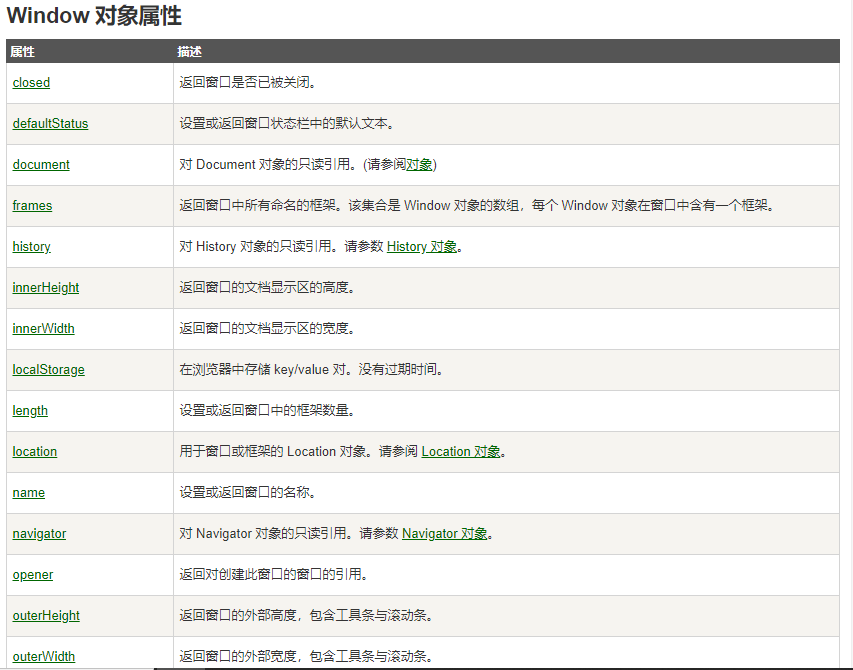 Window 对象属性
属性 描述
closed 返回窗口是否已被关闭。
defaultStatus 设置或返回窗口状态栏中的默认文本。
document 对 Document 对象的只读引用。(请参阅对象)
frames 返回窗口中所有命名的框架。该集合是 Window 对象的数组，每个 Window 对象在窗口中含有一个框架。
history 对 History 对象的只读引用。请参数 History 对象。
innerHeight 返回窗口的文档显示区的高度。
innerWidth 返回窗口的文档显示区的宽度。
localStorage 在浏览器中存储 key/value 对。没有过期时间。
length 设置或返回窗口中的框架数量。
location 用于窗口或框架的 Location 对象。请参阅 Location 对象。
name 设置或返回窗口的名称。
navigator 对 Navigator 对象的只读引用。请参数 Navigator 对象。
opener 返回对创建此窗口的窗口的引用。
outerHeight 返回窗口的外部高度，包含工具条与滚动条。
outerWidth 返回窗口的外部宽度，包含工具条与滚动条。